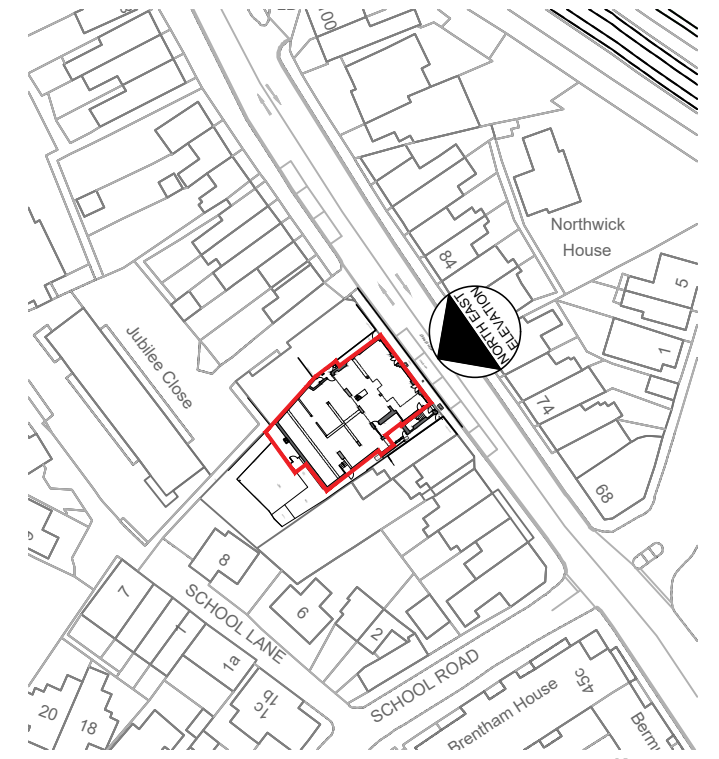 Northwick
House
84
NORTH EAST
ELEVATION
5
1
Jubilee Close
74
68
8
SCHOOL LANE
6
2
7
1
1a
1b
1c
SCHOOL ROAD
45c
Brentham House
20
18